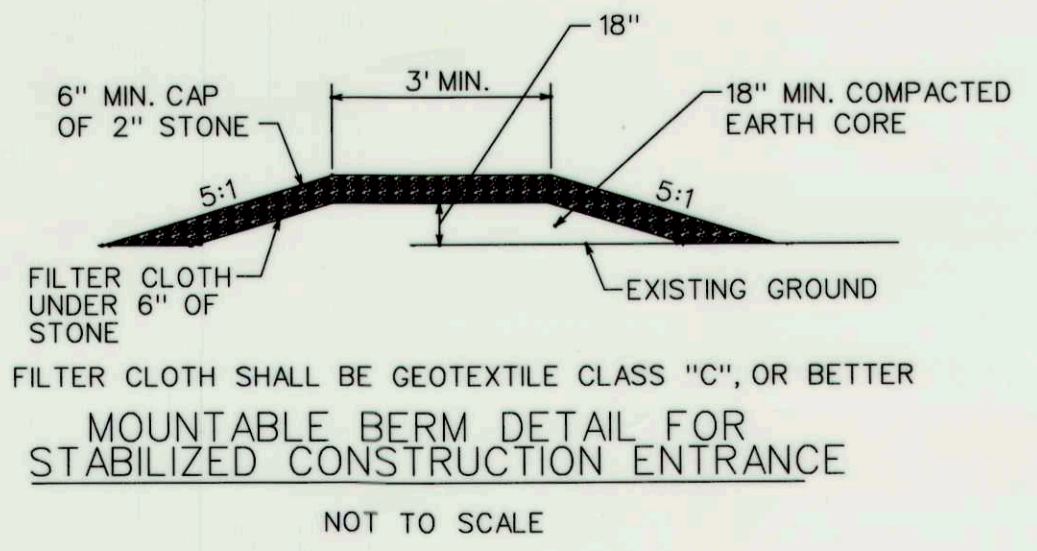 18"
3' MIN.
6" MIN. CAP
OF 2" STONE
18" MIN. COMPACTED
EARTH CORE
5:1
5:1
FILTER CLOTH
UNDER 6" OF
STONE
EXISTING GROUND
FILTER CLOTH SHALL BE GEOTEXTILE CLASS "C", OR BETTER
MOUNTABLE BERM DETAIL FOR
STABILIZED CONSTRUCTION ENTRANCE
NOT TO SCALE